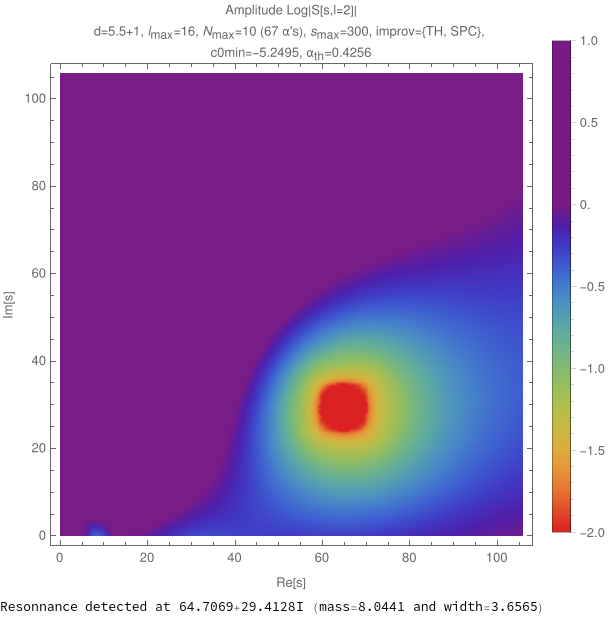 Amplitude Log|S[s,l=2]|
d=5.5+1, lmax=16, Nmax=10 (67 α's), smax=300, improv={TH, SPC},
c0min=−5.2495, αth=0.4256
1.0
0.5
0.
−0.5
−1.0
−1.5
−2.0
100
80
60
40
20
0
Im[s]
0 20 40 60 80 100
Re[s]
Resonnance detected at 64.7069+29.4128I (mass=8.0441 and width=3.6565)